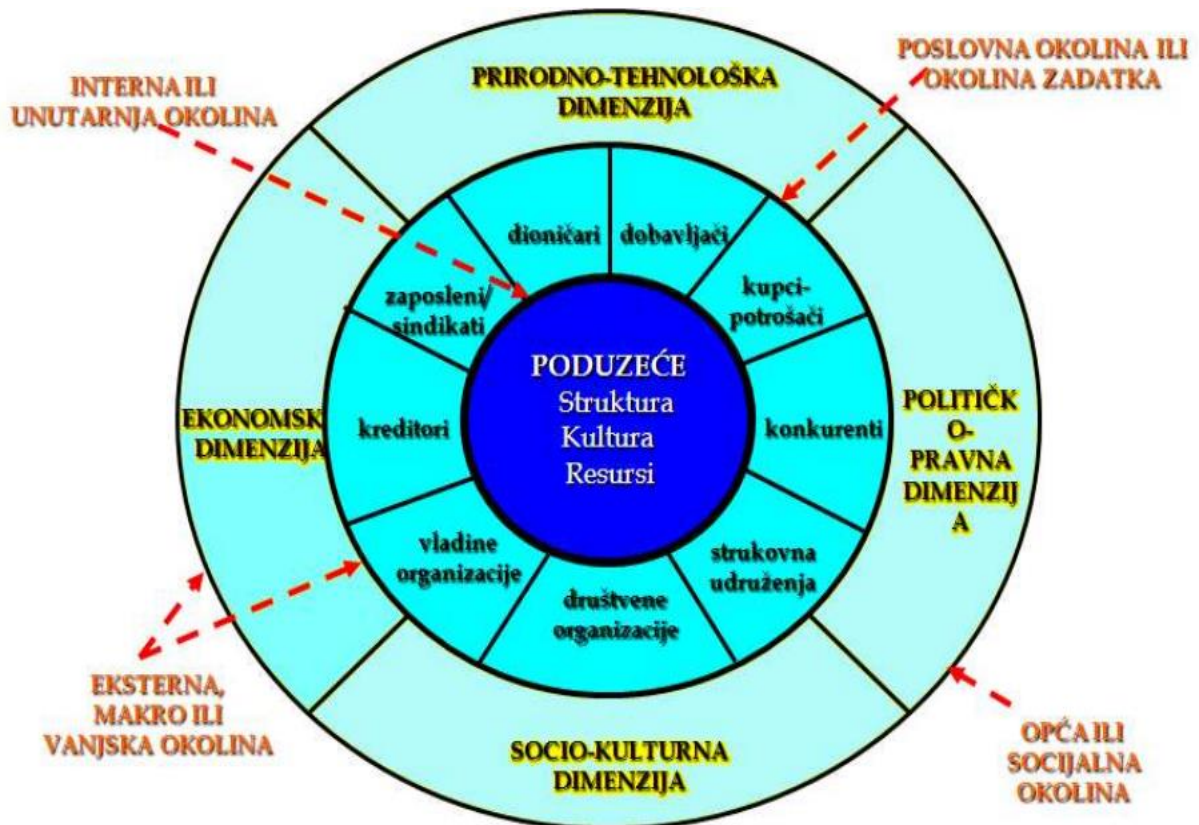 INTERNA ILI
UNUTARNJA OKOLINA
PRIRODNO-TEHNOLOŠKA
DIMENZIJA
POSLOVNA OKOLINA ILI
OKOLINA ZADATKA
dioničari
dobavljači
zaposleni/
sindikati
kupci-
potrošači
PODUZEĆE
Struktura
Kultura
Resursi
EKONOMSK
DIMENZIJA
kreditori
konkurenti
POLITIČK
O-
PRAVNA
DIMENZIJ
A
vladine
organizacije
strukovna
udruženja
društvene
organizacije
EKSTERNA,
MAKRO ILI
VANJSKA OKOLINA
SOCIO-KULTURNA
DIMENZIJA
OPĆA ILI
SOCIJALNA
OKOLINA